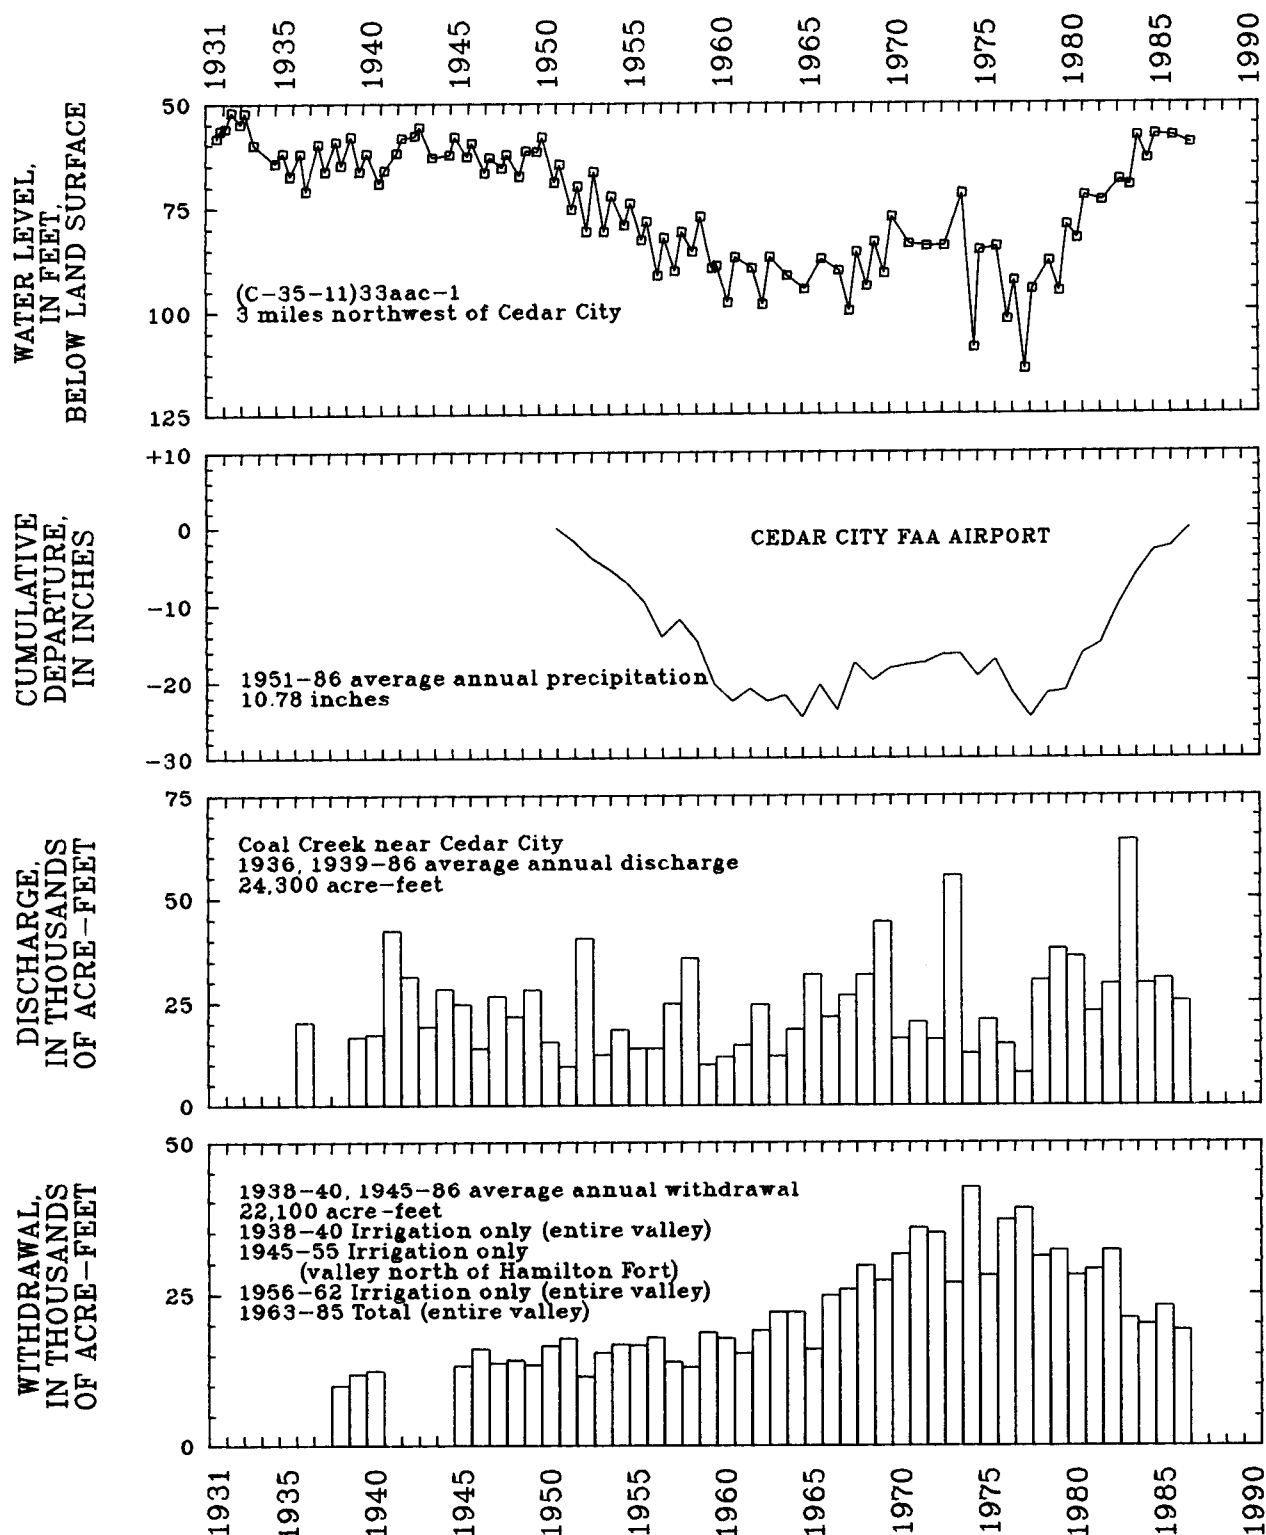 1931 1935 1940 1945 1950 1955 1960 1965 1970 1975 1980 1985 1990
WATER LEVEL,
IN FEET,
BELOW LAND SURFACE
50
75
100
125
(C-35-11)33aac-1
3 miles northwest of Cedar City
CUMULATIVE
DEPARTURE,
IN INCHES
+10
0
-10
-20
-30
CEDAR CITY FAA AIRPORT
1951-86 average annual precipitation
10.78 inches
DISCHARGE,
IN THOUSANDS
OF ACRE-FEET
75
50
25
0
Coal Creek near Cedar City
1936, 1939-86 average annual discharge
24,300 acre-feet
WITHDRAWAL,
IN THOUSANDS
OF ACRE-FEET
50
25
0
1938-40, 1945-86 average annual withdrawal
22,100 acre-feet
1938-40 Irrigation only (entire valley)
1945-55 Irrigation only
(valley north of Hamilton Fort)
1956-62 Irrigation only (entire valley)
1963-85 Total (entire valley)
1931 1935 1940 1945 1950 1955 1960 1965 1970 1975 1980 1985 1990